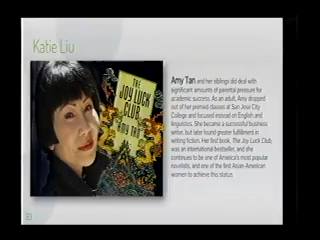 Katie Liu
THE
JOY LUCK
CLUB
AMY TAN
Amy Tan and her siblings did deal with
significant amounts of parental pressure for
academic success. As an adult, Amy dropped
out of her premed classes at San José City
College and focused instead on English and
linguistics. She became a successful business
writer, but later found greater fulfillment in
writing fiction. Her first book, The Joy Luck Club,
was an international bestseller, and she
continues to be one of America's most popular
novelists, and one of the first Asian-American
women to achieve this status.